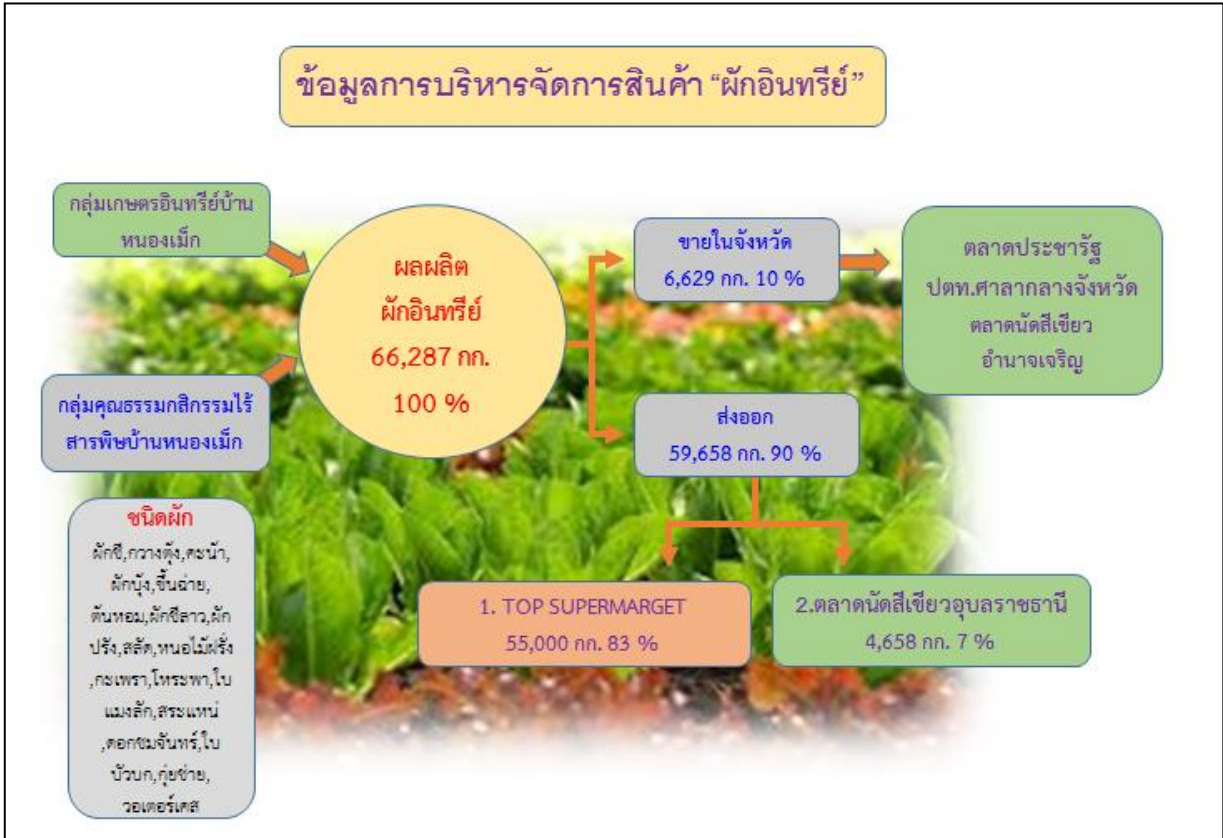 ข้อมูลการบริหารจัดการสินค้า “ผักอินทรีย์”
กลุ่มเกษตรอินทรีย์บ้าน
หนองเม็ก
กลุ่มคุณธรรมกสิกรรมไร้
สารพิษบ้านหนองเม็ก
ชนิดผัก
ผักชี,กวางตุ้ง,คะน้า,
ผักบุ้ง,ขึ้นฉ่าย,
ต้นหอม,ผักชีลาว,ผัก
ปรัง,สลัด,หนอไม้ฝรั่ง
,กะเพรา,โหระพา,ใบ
แมงลัก,สระแหน่
,ดอกชมจันทร์,ใบ
บัวบก,กุ่ยช่าย,
วอเตอร์เคส
ผลผลิต
ผักอินทรีย์
66,287 กก.
100 %
ขายในจังหวัด
6,629 กก. 10 %
ตลาดประชารัฐ
ปตท.ศาลากลางจังหวัด
ตลาดนัดสีเขียว
อำนาจเจริญ
ส่งออก
59,658 กก. 90 %
1. TOP SUPERMARGET
55,000 กก. 83 %
2.ตลาดนัดสีเขียวอุบลราชธานี
4,658 กก. 7 %